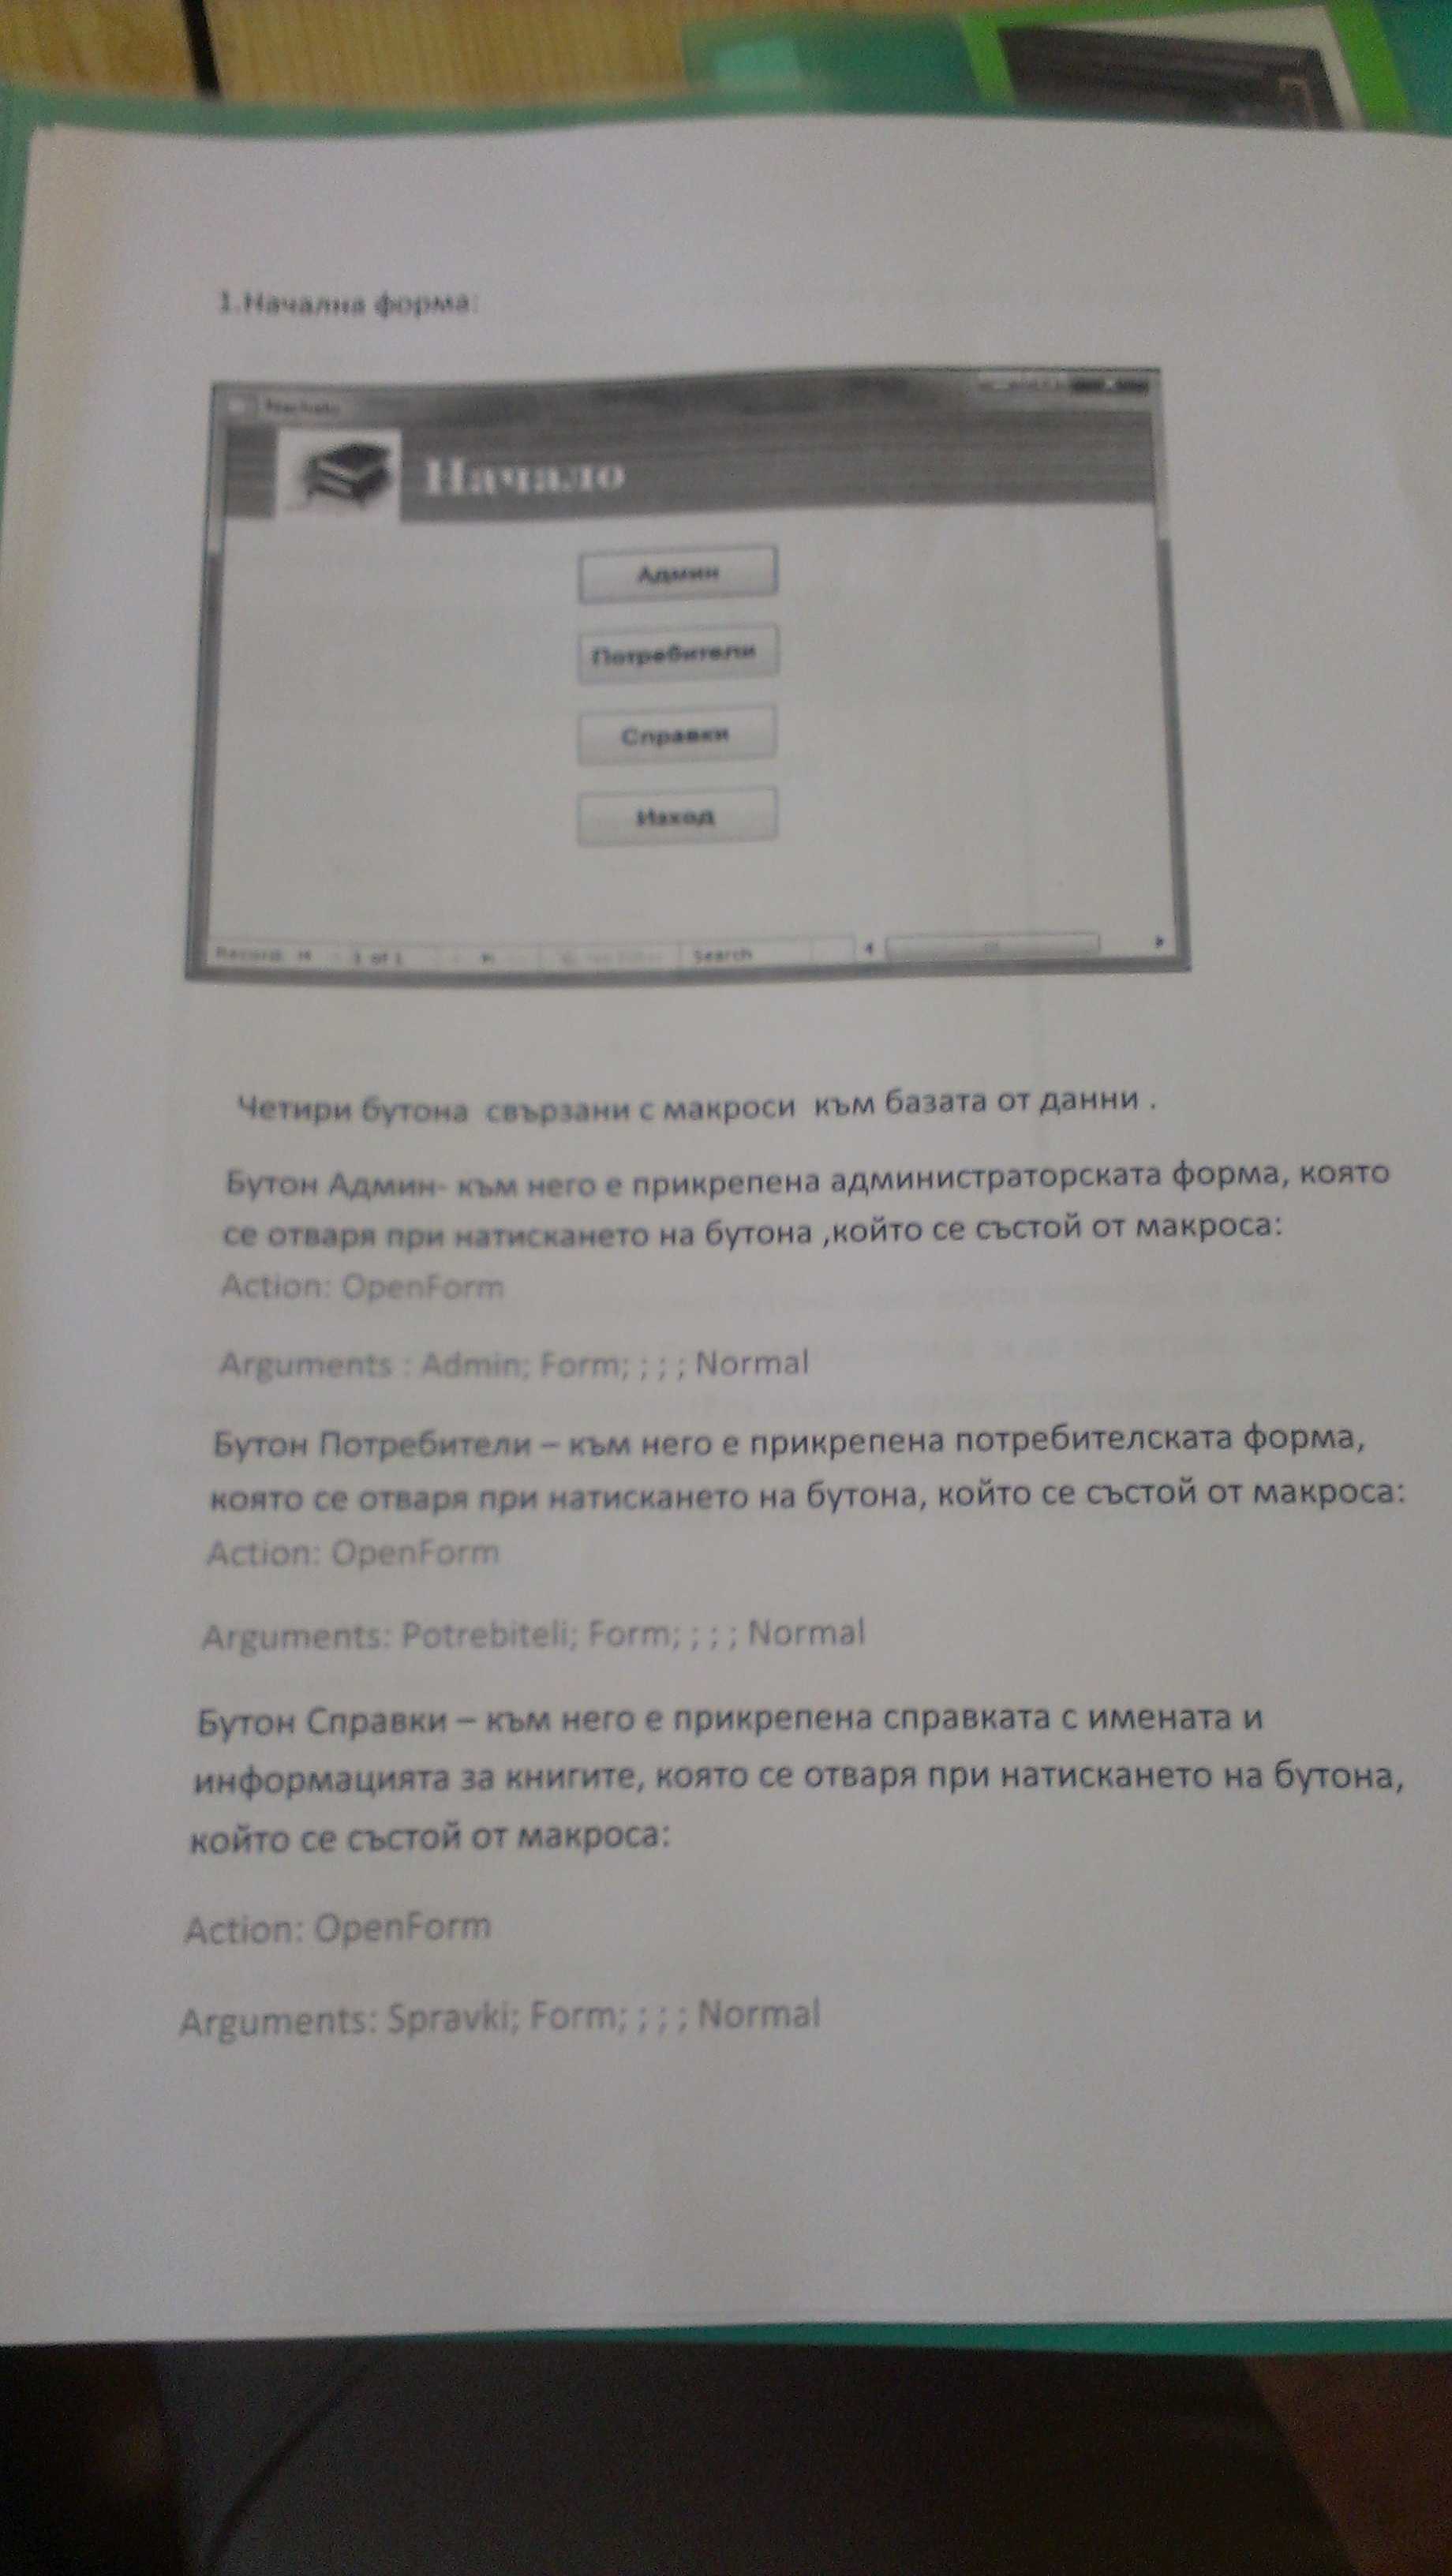 1.Начална форма:
Nachalo
Начало
Админ
Потребители
Справки
Изход
Record: 1 of 1 No Filter Search
Четири бутона свързани с макроси към базата от данни .
Бутон Админ- към него е прикрепена администраторската форма, която
се отваря при натискането на бутона ,който се състой от макроса:
Action: OpenForm
Arguments : Admin; Form; ; ; ; Normal
Бутон Потребители – към него е прикрепена потребителската форма,
която се отваря при натискането на бутона, който се състой от макроса:
Action: OpenForm
Arguments: Potrebiteli; Form; ; ; ; Normal
Бутон Справки – към него е прикрепена справката с имената и
информацията за книгите, която се отваря при натискането на бутона,
който се състой от макроса:
Action: OpenForm
Arguments: Spravki; Form; ; ; ; Normal